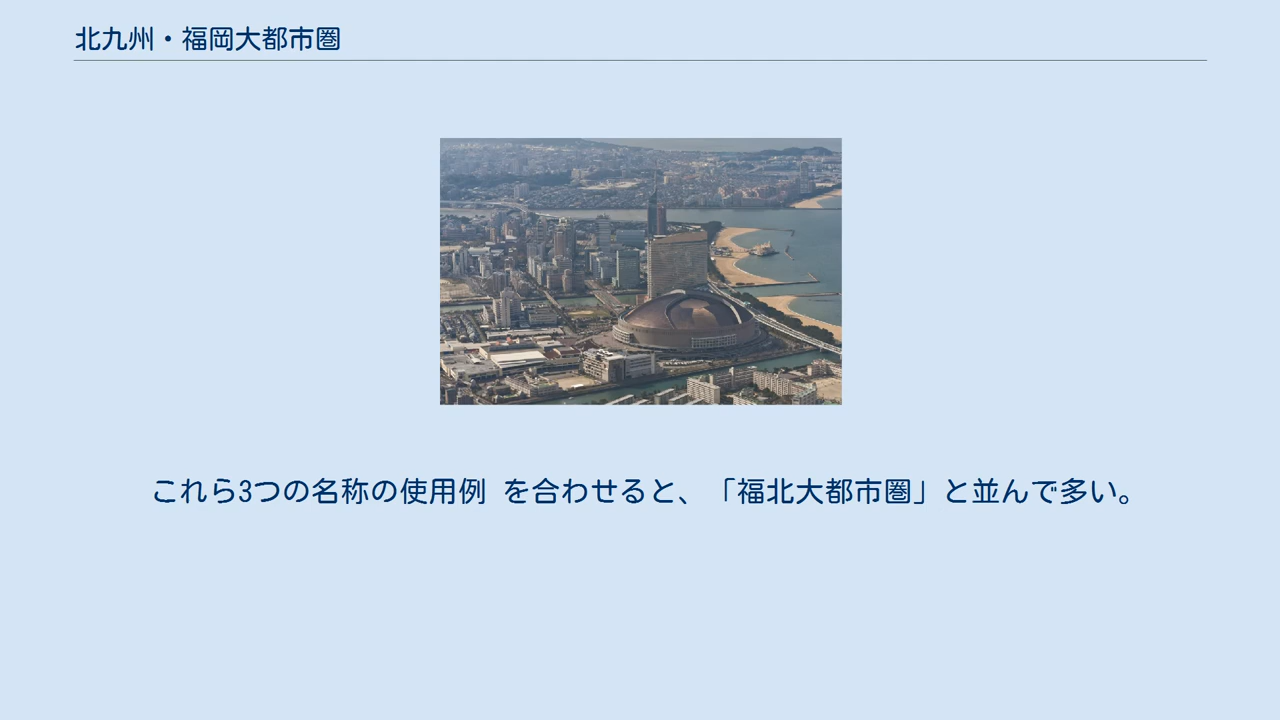 北九州・福岡大都市圏
これら3つの名称の使用例 を合わせると、「福北大都市圏」と並んで多い。